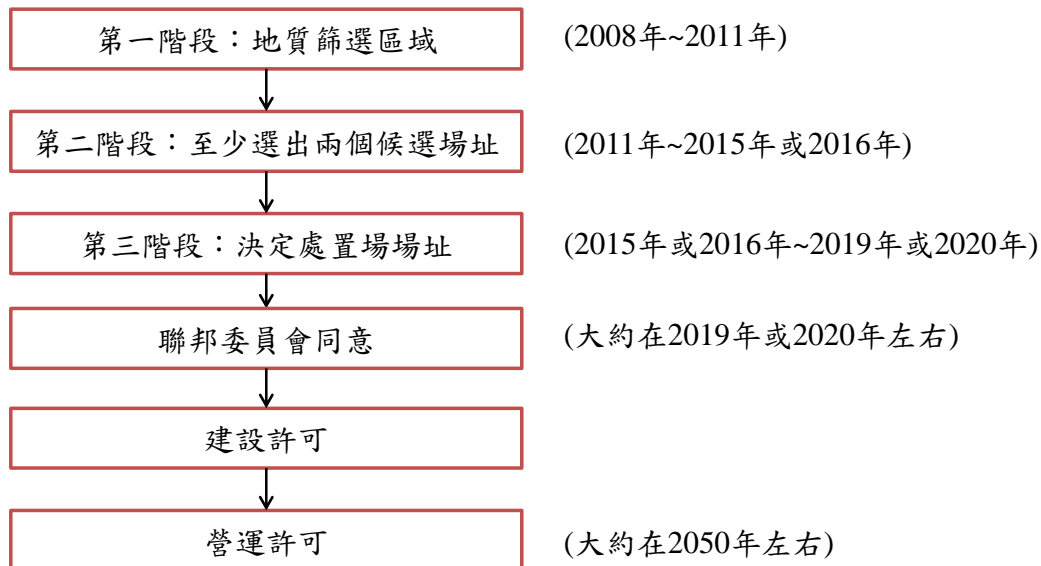 第一階段：地質篩選區域 (2008年~2011年)
第二階段：至少選出兩個候選場址 (2011年~2015年或2016年)
第三階段：決定處置場場址 (2015年或2016年~2019年或2020年)
聯邦委員會同意 (大約在2019年或2020年左右)
建設許可
營運許可 (大約在2050年左右)